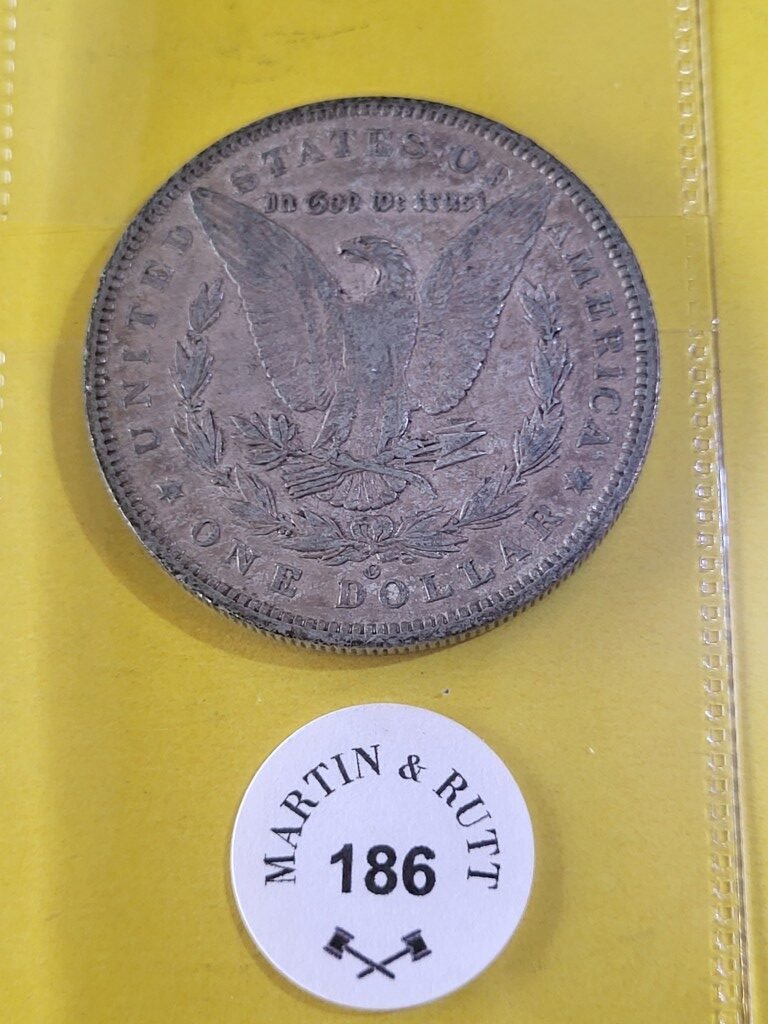 UNITED STATES OF AMERICA
In God we trust
ONE DOLLAR
MARTIN & RUTT
186